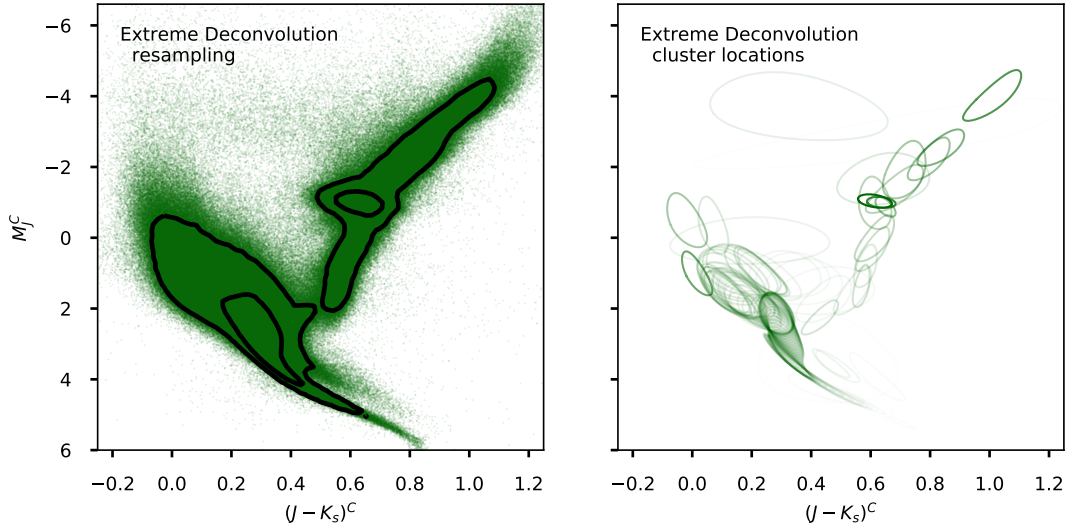 Extreme Deconvolution
resampling
−6
−4
−2
0
2
4
6
M_J^C
−0.2 0.0 0.2 0.4 0.6 0.8 1.0 1.2
(J − K_s)^C
Extreme Deconvolution
cluster locations
−0.2 0.0 0.2 0.4 0.6 0.8 1.0 1.2
(J − K_s)^C